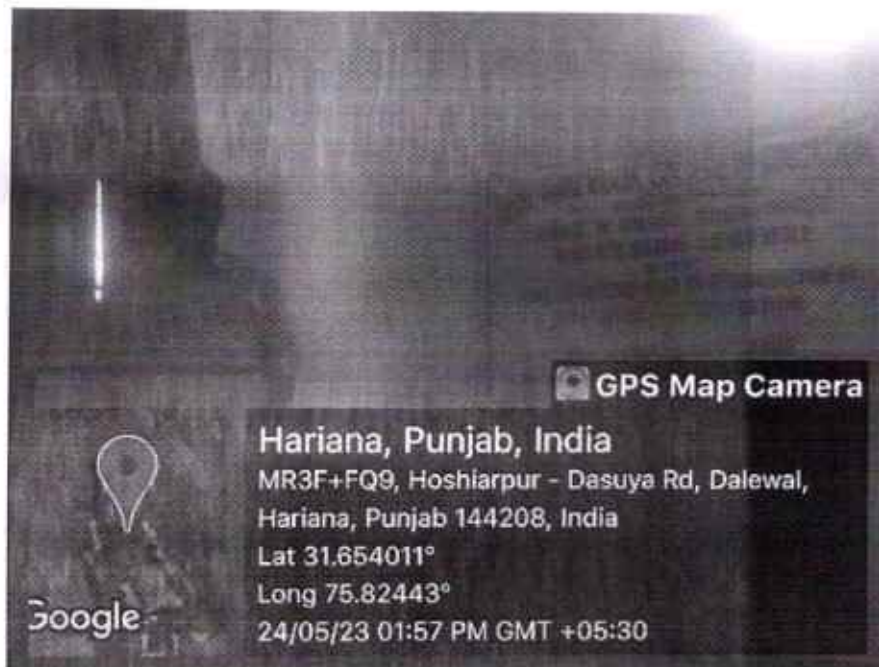 GPS Map Camera
Hariana, Punjab, India
MR3F+FQ9, Hoshiarpur - Dasuya Rd, Dalewal,
Hariana, Punjab 144208, India
Lat 31.654011°
Long 75.82443°
24/05/23 01:57 PM GMT +05:30
Google